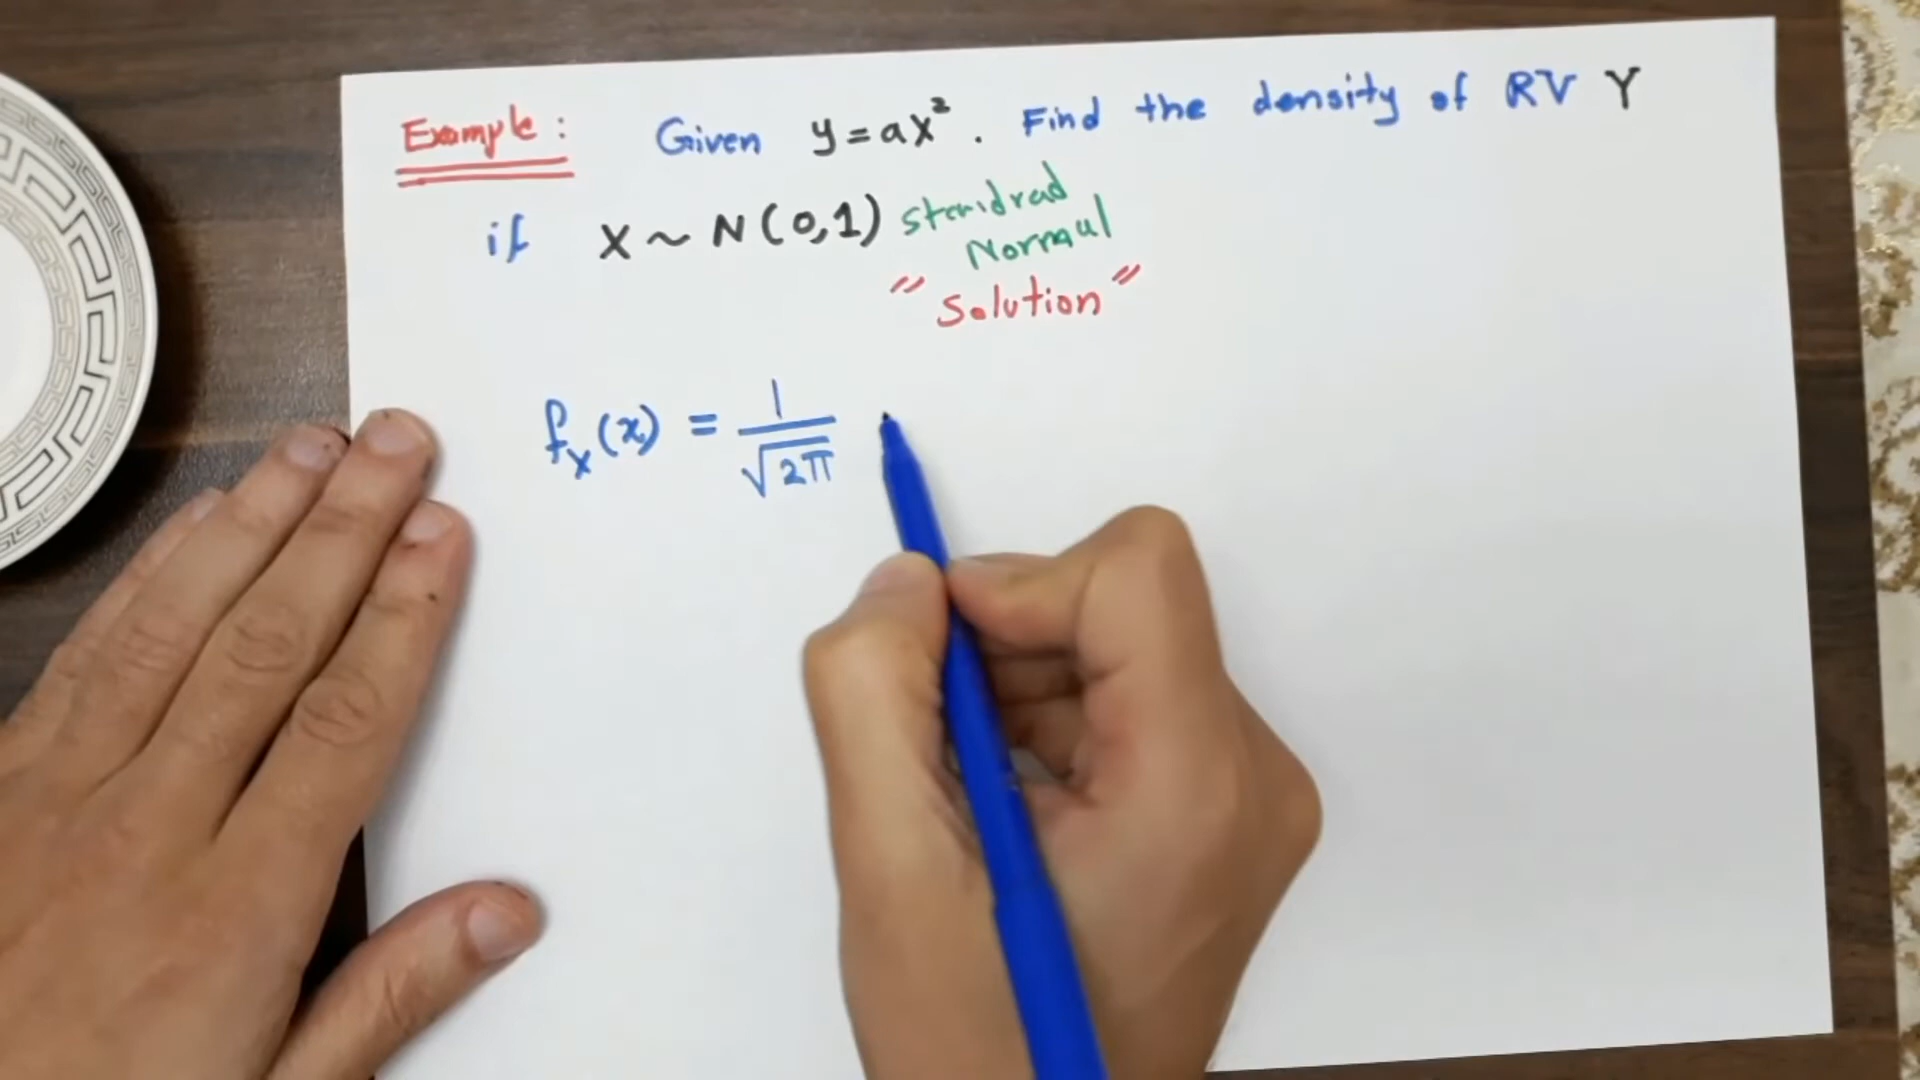 Example: Given y=ax². Find the density of RV Y
if X ~ N(0,1) Standrad
Normal
"Solution"
fₓ(x) = 1/√2π